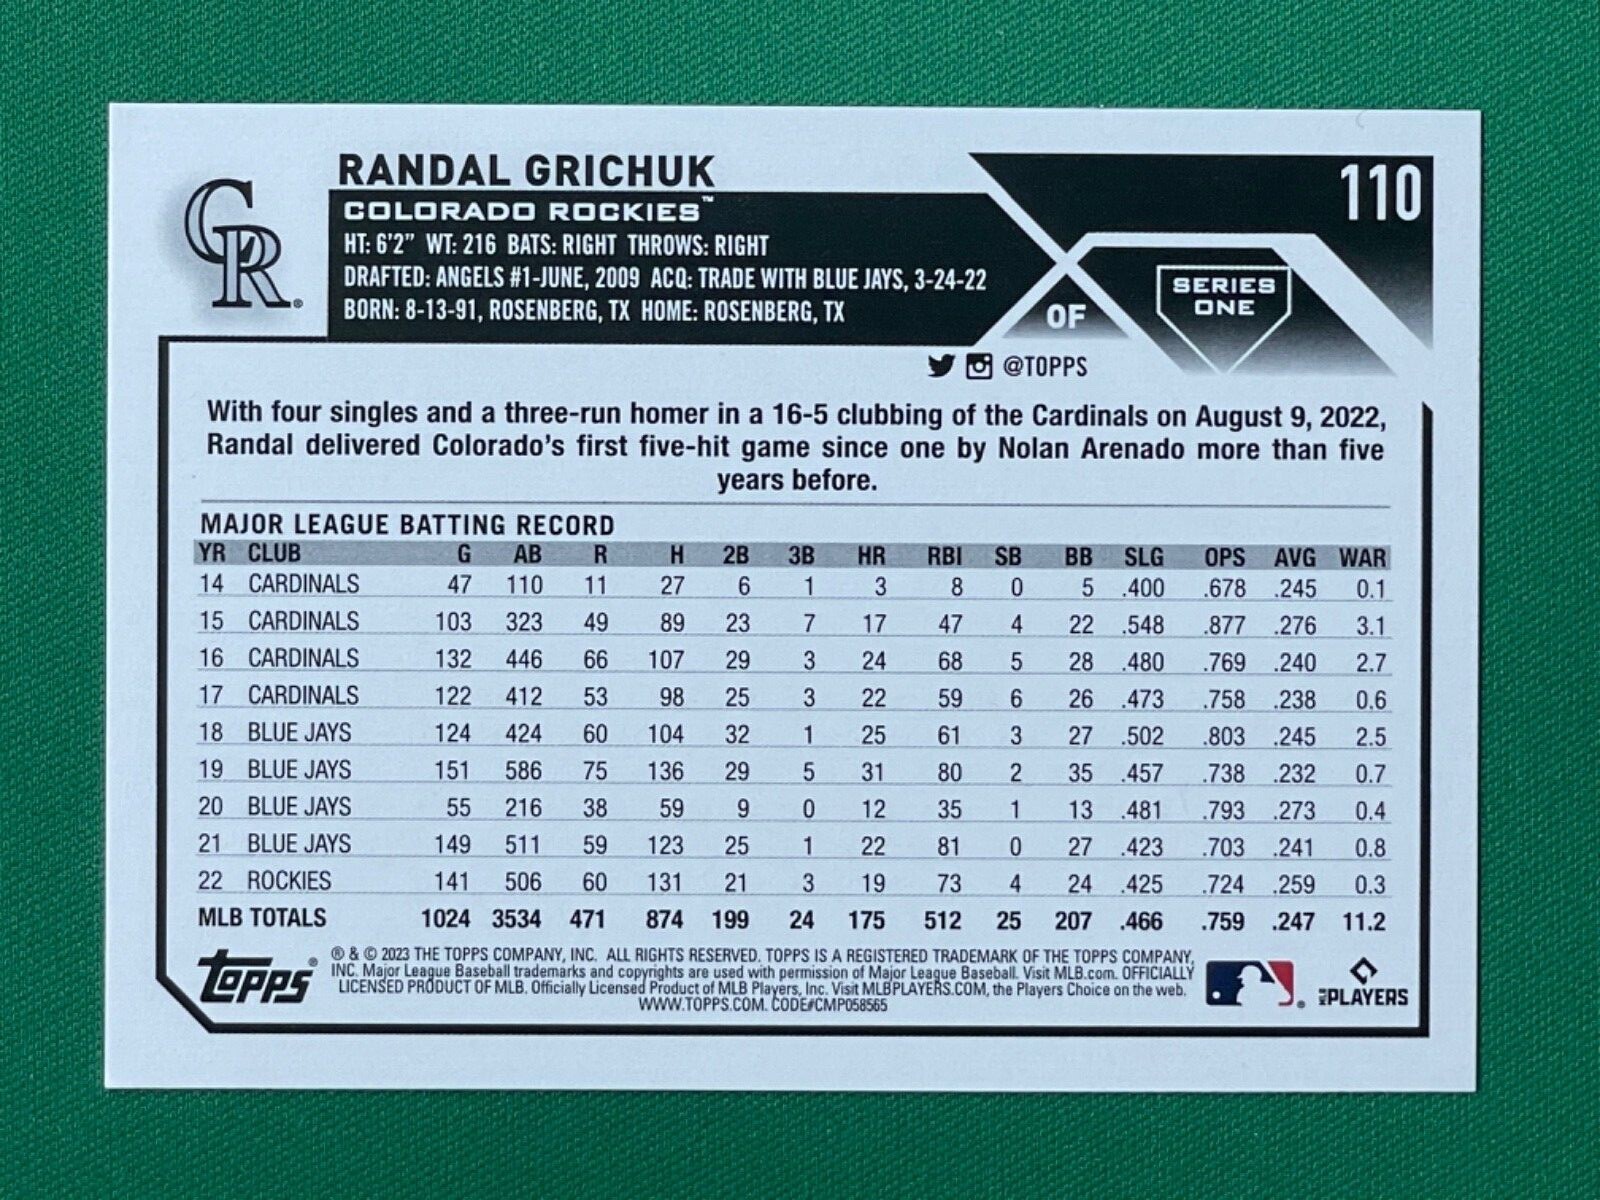 RANDAL GRICHUK
110
COLORADO ROCKIES™
HT: 6'2" WT: 216 BATS: RIGHT THROWS: RIGHT
DRAFTED: ANGELS #1-JUNE, 2009 ACQ: TRADE WITH BLUE JAYS, 3-24-22
BORN: 8-13-91, ROSENBERG, TX HOME: ROSENBERG, TX
CR®
OF
SERIES
ONE
@TOPPS
With four singles and a three-run homer in a 16-5 clubbing of the Cardinals on August 9, 2022,
Randal delivered Colorado's first five-hit game since one by Nolan Arenado more than five
years before.
MAJOR LEAGUE BATTING RECORD
YR CLUB G AB R H 2B 3B HR RBI SB BB SLG OPS AVG WAR
14 CARDINALS 47 110 11 27 6 1 3 8 0 5 .400 .678 .245 0.1
15 CARDINALS 103 323 49 89 23 7 17 47 4 22 .548 .877 .276 3.1
16 CARDINALS 132 446 66 107 29 3 24 68 5 28 .480 .769 .240 2.7
17 CARDINALS 122 412 53 98 25 3 22 59 6 26 .473 .758 .238 0.6
18 BLUE JAYS 124 424 60 104 32 1 25 61 3 27 .502 .803 .245 2.5
19 BLUE JAYS 151 586 75 136 29 5 31 80 2 35 .457 .738 .232 0.7
20 BLUE JAYS 55 216 38 59 9 0 12 35 1 13 .481 .793 .273 0.4
21 BLUE JAYS 149 511 59 123 25 1 22 81 0 27 .423 .703 .241 0.8
22 ROCKIES 141 506 60 131 21 3 19 73 4 24 .425 .724 .259 0.3
MLB TOTALS 1024 3534 471 874 199 24 175 512 25 207 .466 .759 .247 11.2
Topps®
® & © 2023 THE TOPPS COMPANY, INC. ALL RIGHTS RESERVED. TOPPS IS A REGISTERED TRADEMARK OF THE TOPPS COMPANY,
INC. Major League Baseball trademarks and copyrights are used with permission of Major League Baseball. Visit MLB.com. OFFICIALLY
LICENSED PRODUCT OF MLB. Officially Licensed Product of MLB Players, Inc. Visit MLBPLAYERS.COM, the Players Choice on the web.
WWW.TOPPS.COM. CODE#CMP058565
MLB PLAYERS